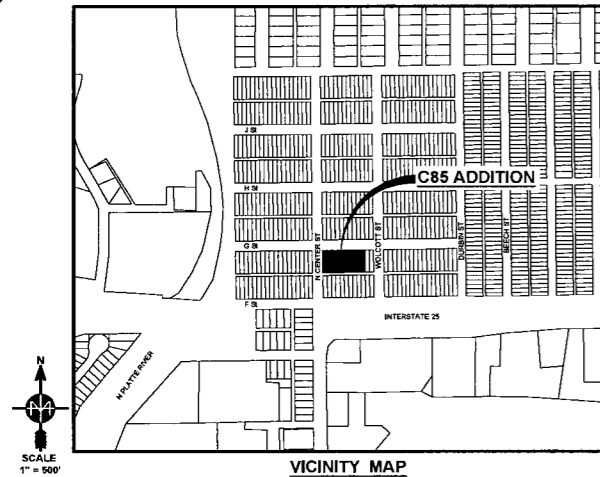 J St
H St
C85 ADDITION
G St
N CENTER ST
WOLCOTT ST
DURBIN ST
BEECH ST
F St
INTERSTATE 25
N PLATTE RIVER
N
SCALE
1" = 500'
VICINITY MAP